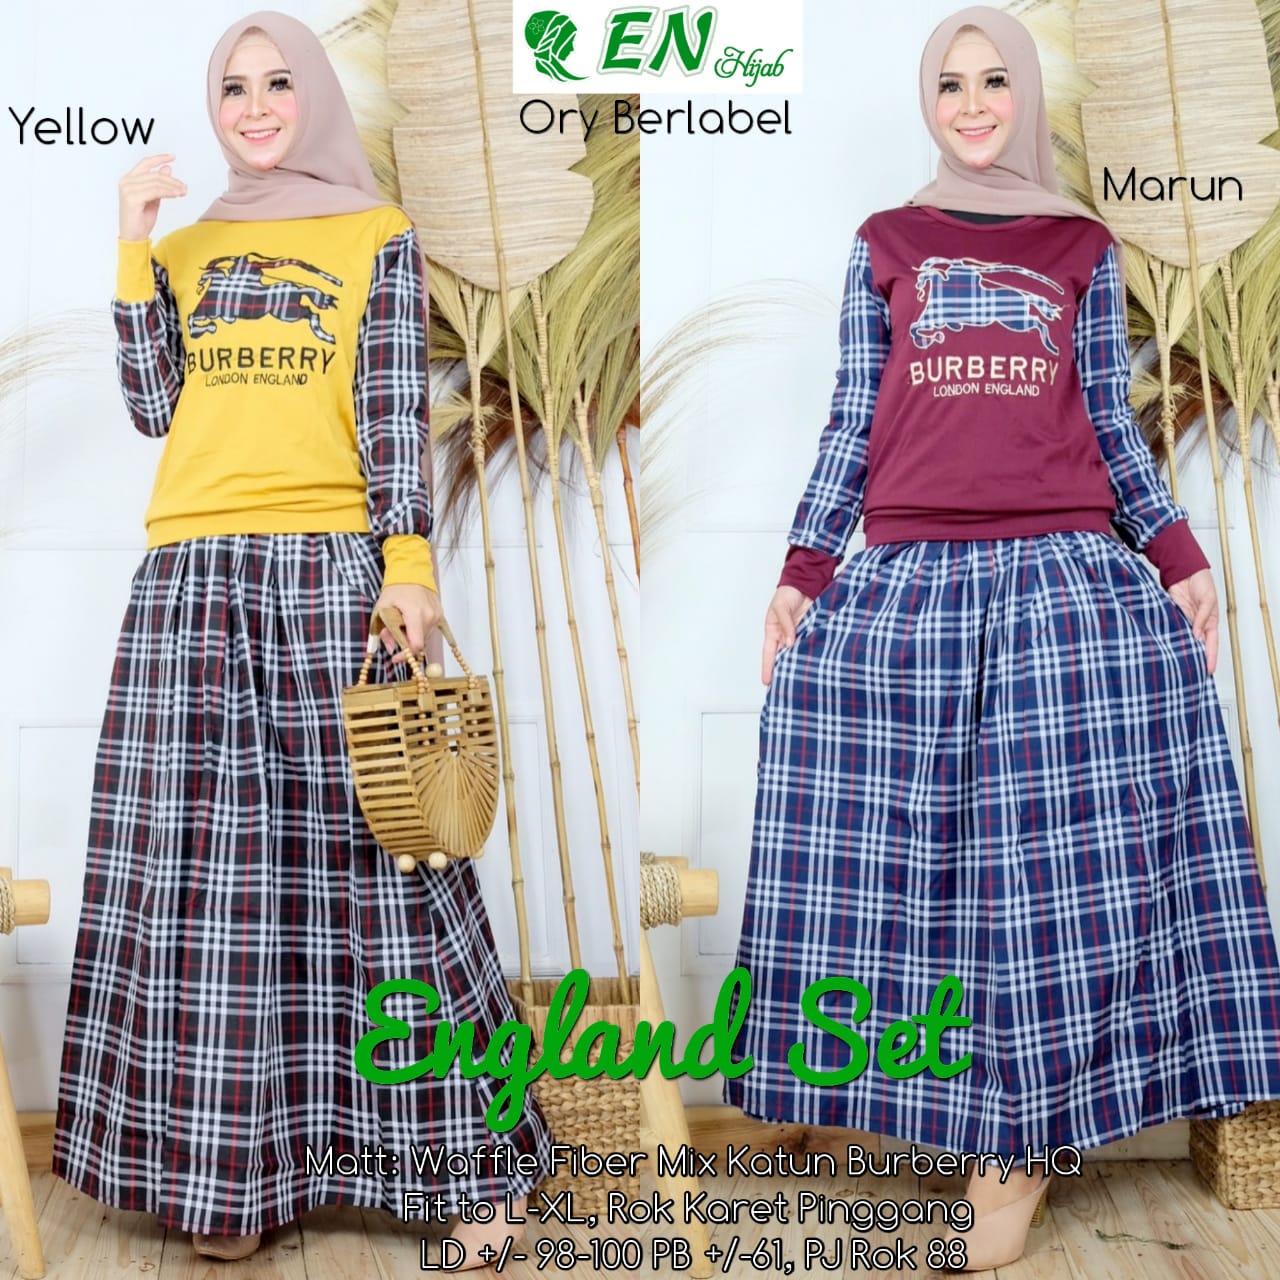 EN Hijab
Ory Berlabel
Yellow
Marun
BURBERRY
LONDON ENGLAND
BURBERRY
LONDON ENGLAND
England Set
Matt: Waffle Fiber Mix Katun Burberry HQ
Fit to L-XL, Rok Karet Pinggang
LD +/- 98-100 PB +/-61, PJ Rok 88